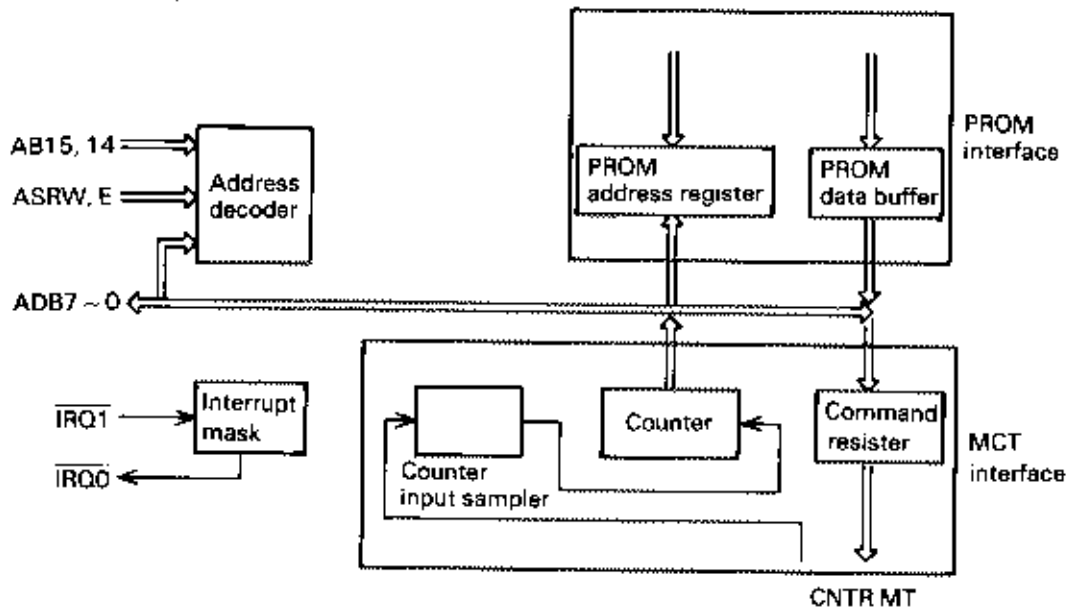 AB15, 14
ASRW, E
Address
decoder
ADB7 ~ 0
PROM
address register
PROM
data buffer
PROM
interface
IRQ1
IRQ0
Interrupt
mask
Counter
input sampler
Counter
Command
resister
MCT
interface
CNTR MT